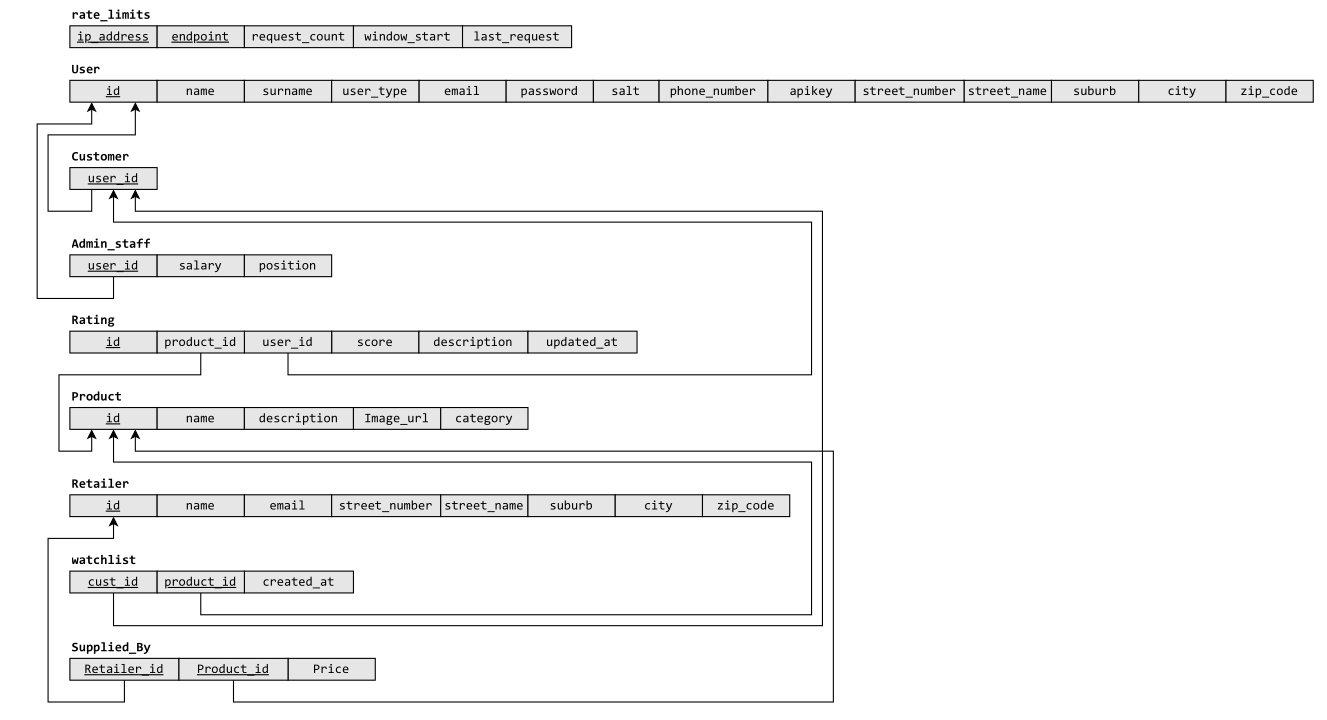 rate_limits
ip_address endpoint request_count window_start last_request
User
id name surname user_type email password salt phone_number apikey street_number street_name suburb city zip_code
Customer
user_id
Admin_staff
user_id salary position
Rating
id product_id user_id score description updated_at
Product
id name description Image_url category
Retailer
id name email street_number street_name suburb city zip_code
watchlist
cust_id product_id created_at
Supplied_By
Retailer_id Product_id Price